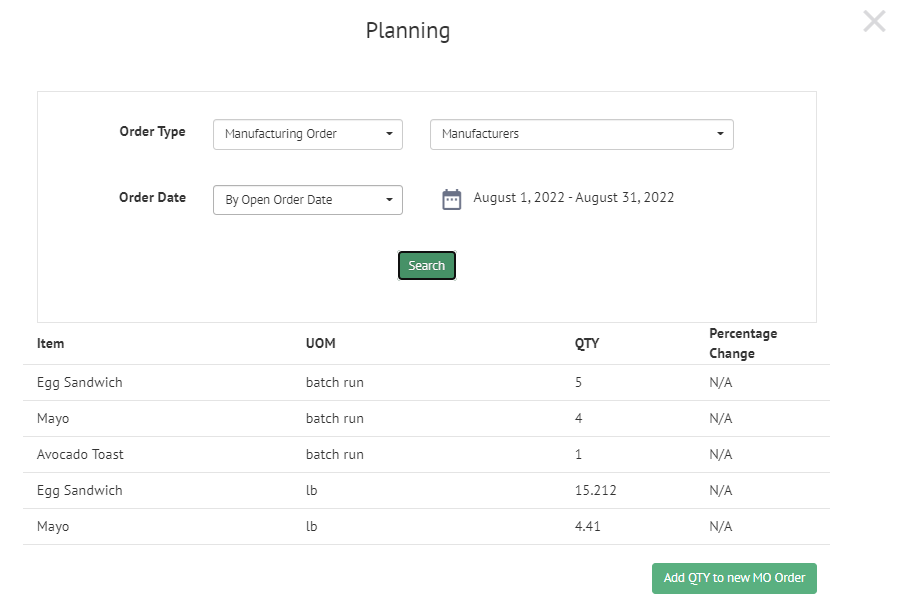 Planning
Order Type Manufacturing Order Manufacturers
Order Date By Open Order Date August 1, 2022 - August 31, 2022
Search
Item UOM QTY Percentage Change
Egg Sandwich batch run 5 N/A
Mayo batch run 4 N/A
Avocado Toast batch run 1 N/A
Egg Sandwich lb 15.212 N/A
Mayo lb 4.41 N/A
Add QTY to new MO Order